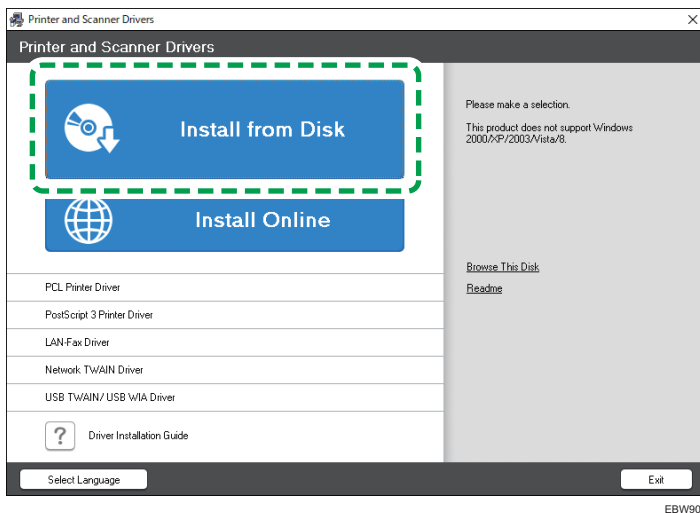 Printer and Scanner Drivers
Printer and Scanner Drivers
Install from Disk
Install Online
PCL Printer Driver
PostScript 3 Printer Driver
LAN-Fax Driver
Network TWAIN Driver
USB TWAIN/ USB WIA Driver
? Driver Installation Guide
Please make a selection.
This product does not support Windows
2000/XP/2003/Vista/8.
Browse This Disk
Readme
Select Language
Exit
EBW90